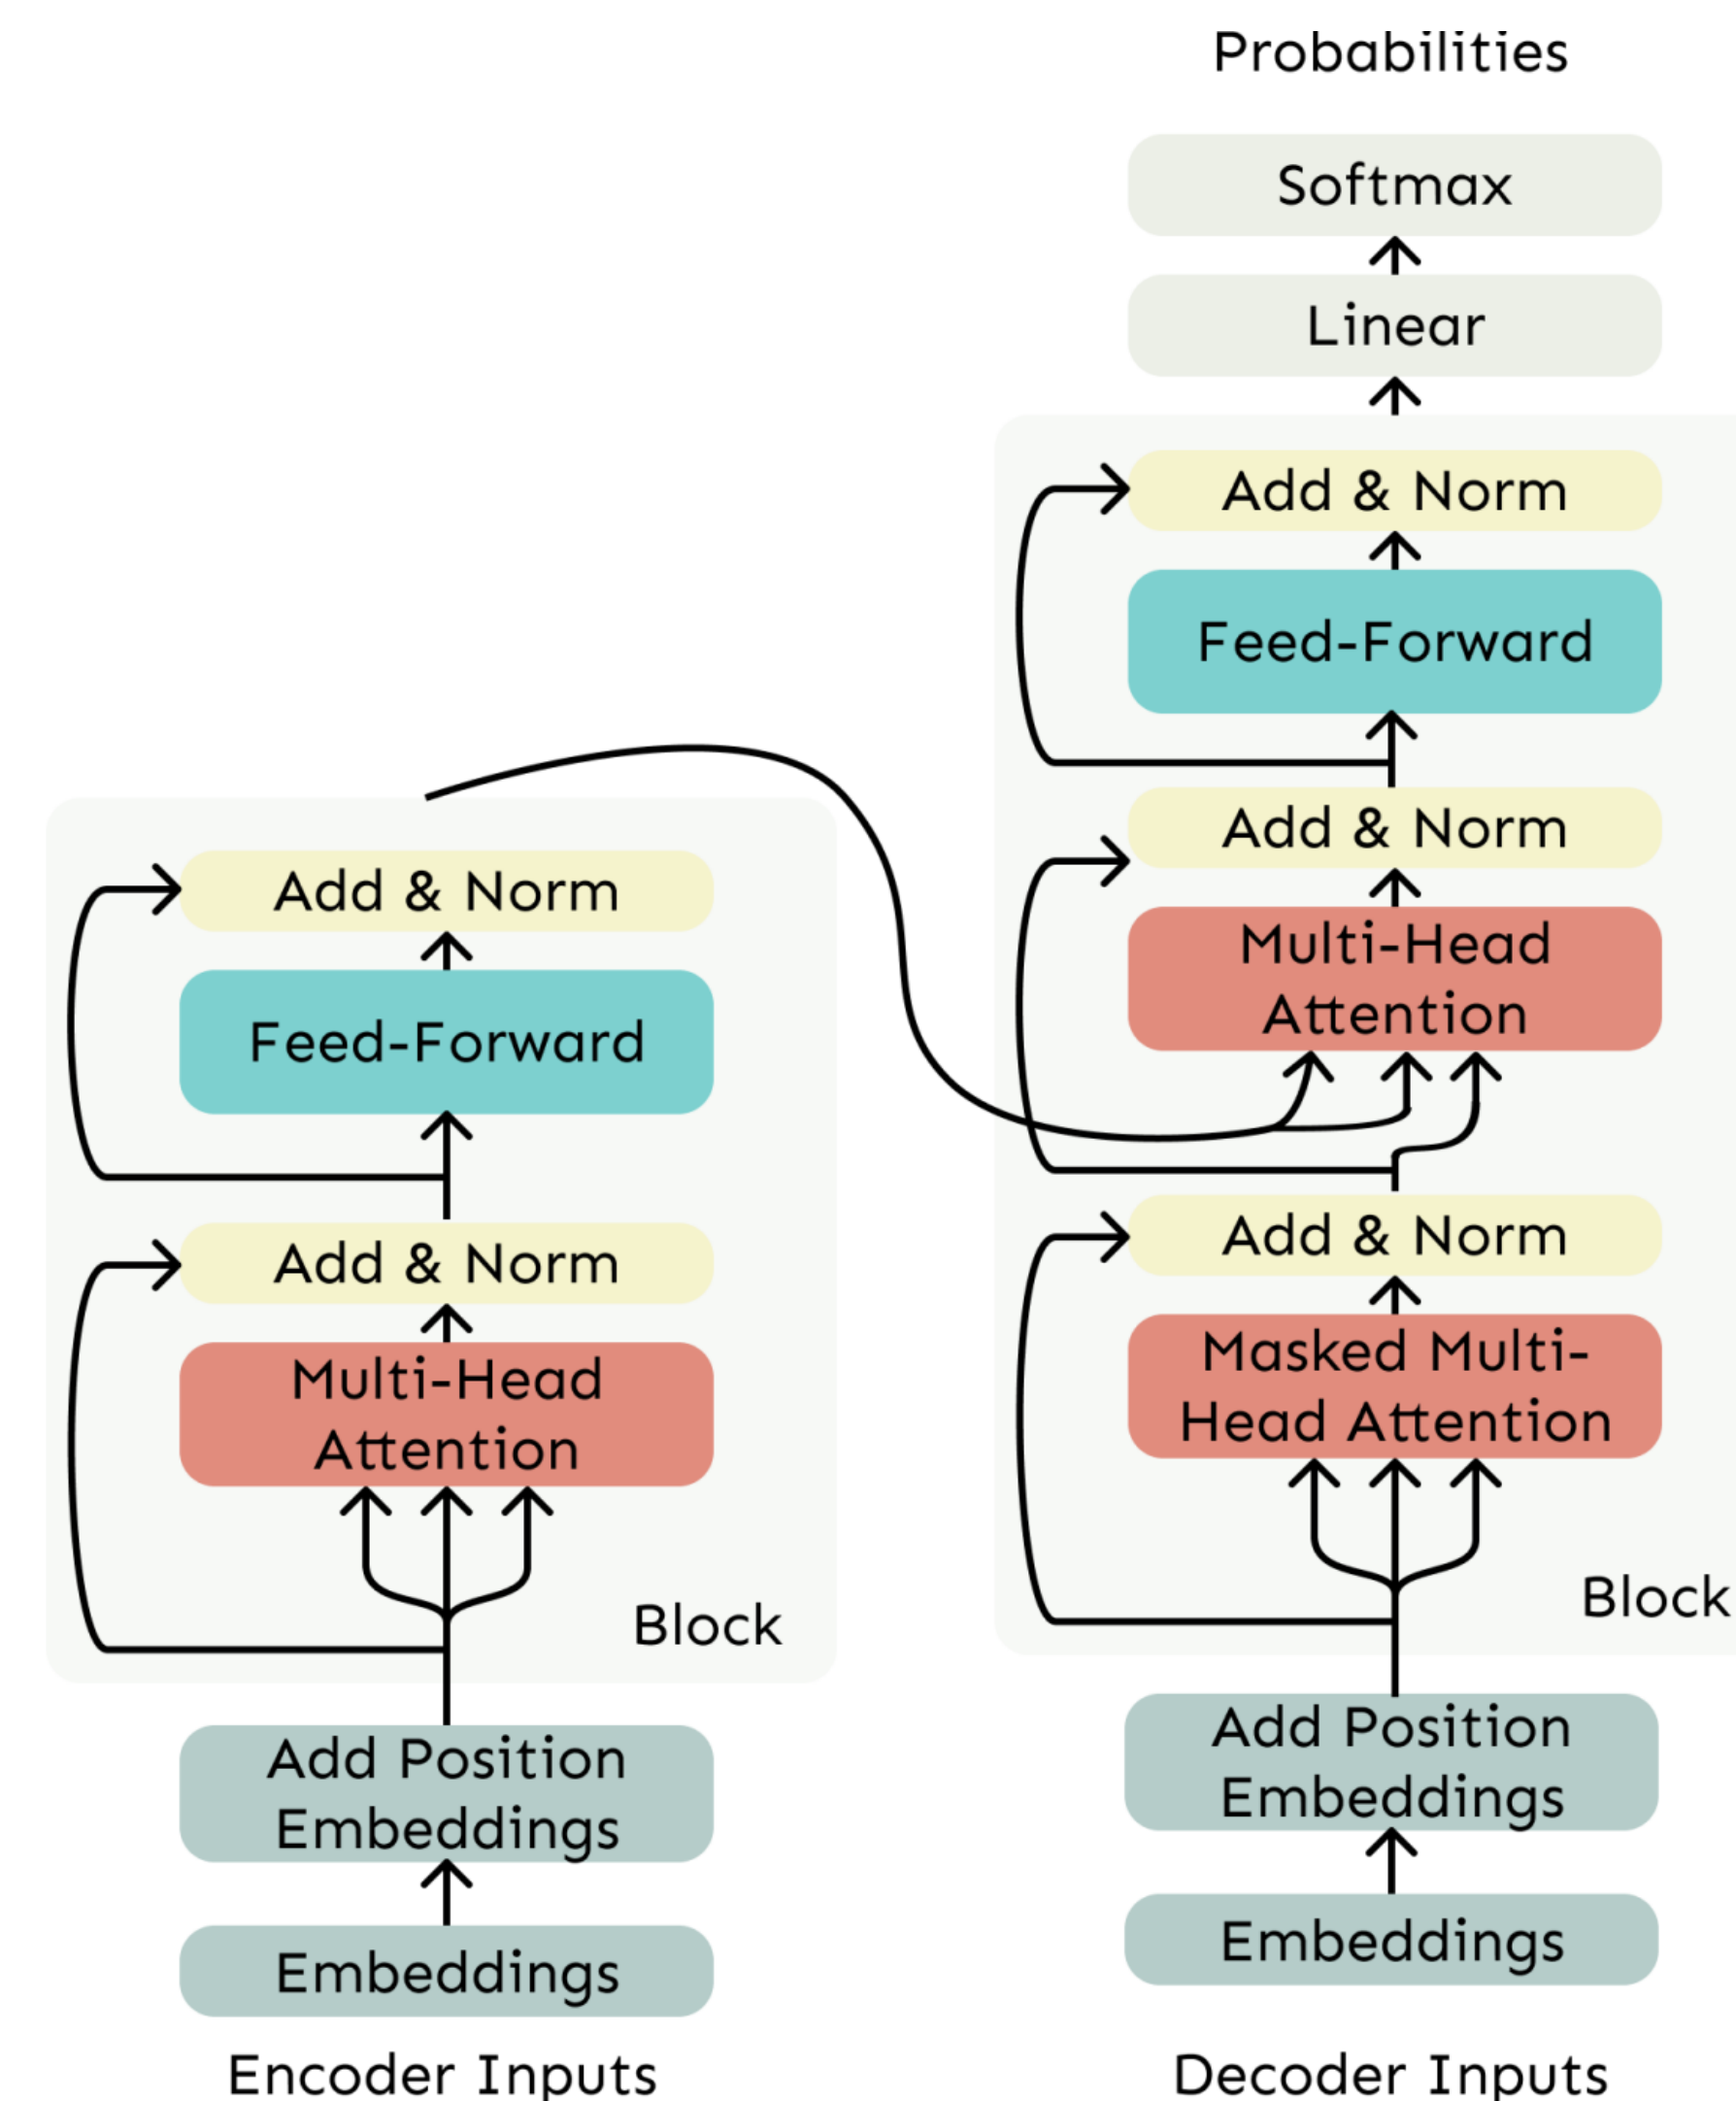 Probabilities
Softmax
Linear
Add & Norm
Feed-Forward
Add & Norm
Multi-Head
Attention
Add & Norm
Masked Multi-
Head Attention
Block
Add Position
Embeddings
Embeddings
Decoder Inputs
Add & Norm
Feed-Forward
Add & Norm
Multi-Head
Attention
Block
Add Position
Embeddings
Embeddings
Encoder Inputs